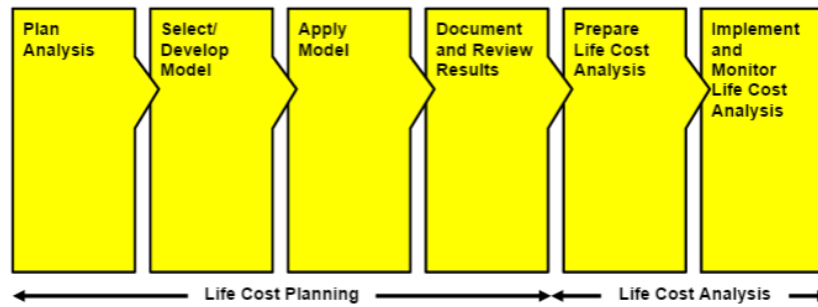 Plan
Analysis
Select/
Develop
Model
Apply
Model
Document
and Review
Results
Prepare
Life Cost
Analysis
Implement
and
Monitor
Life Cost
Analysis
Life Cost Planning
Life Cost Analysis